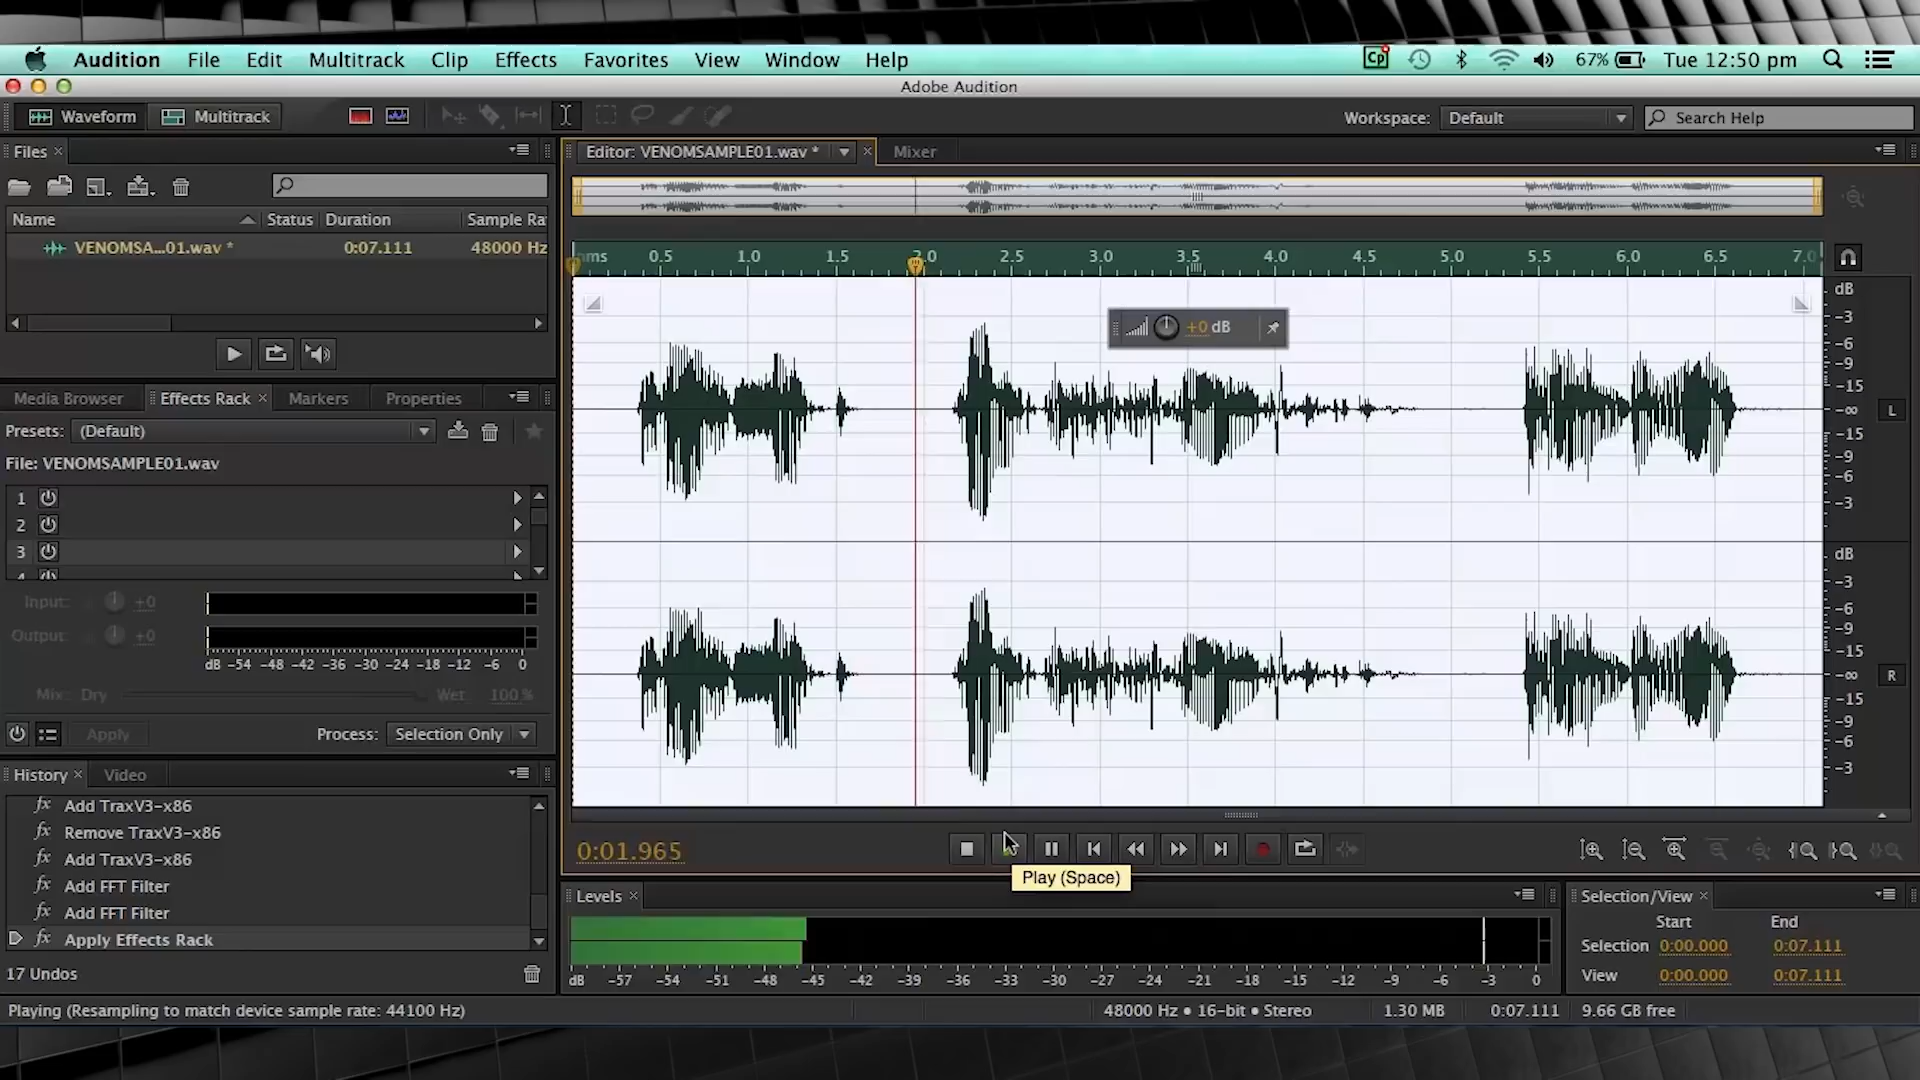 Audition File Edit Multitrack Clip Effects Favorites View Window Help Cp 67% Tue 12:50 pm
Adobe Audition
Waveform Multitrack Workspace: Default Search Help
Files × Editor: VENOMSAMPLE01.wav * × Mixer
Name Status Duration Sample Ra
VENOMSA...01.wav * 0:07.111 48000 Hz
0.5 1.0 1.5 2.5 3.0 3.5 4.0 4.5 5.0 5.5 6.0 6.5 7.0
dB
-3
-6
-9
-15
-∞
-15
-9
-6
-3
L
+0 dB
dB
-3
-6
-9
-15
-∞
-15
-9
-6
-3
R
Media Browser Effects Rack × Markers Properties
Presets: (Default)
File: VENOMSAMPLE01.wav
1
2
3
Input: +0
Output: +0
dB -54 -48 -42 -36 -30 -24 -18 -12 -6 0
Mix: Dry Wet 100 %
Apply Process: Selection Only
History × Video
fx Add TraxV3-x86
fx Remove TraxV3-x86
fx Add TraxV3-x86
fx Add FFT Filter
fx Add FFT Filter
fx Apply Effects Rack
17 Undos
0:01.965
Play (Space)
Levels ×
dB -57 -54 -51 -48 -45 -42 -39 -36 -33 -30 -27 -24 -21 -18 -15 -12 -9 -6 -3 0
Selection/View ×
Start End
Selection 0:00.000 0:07.111
View 0:00.000 0:07.111
Playing (Resampling to match device sample rate: 44100 Hz) 48000 Hz • 16-bit • Stereo 1.30 MB 0:07.111 9.66 GB free